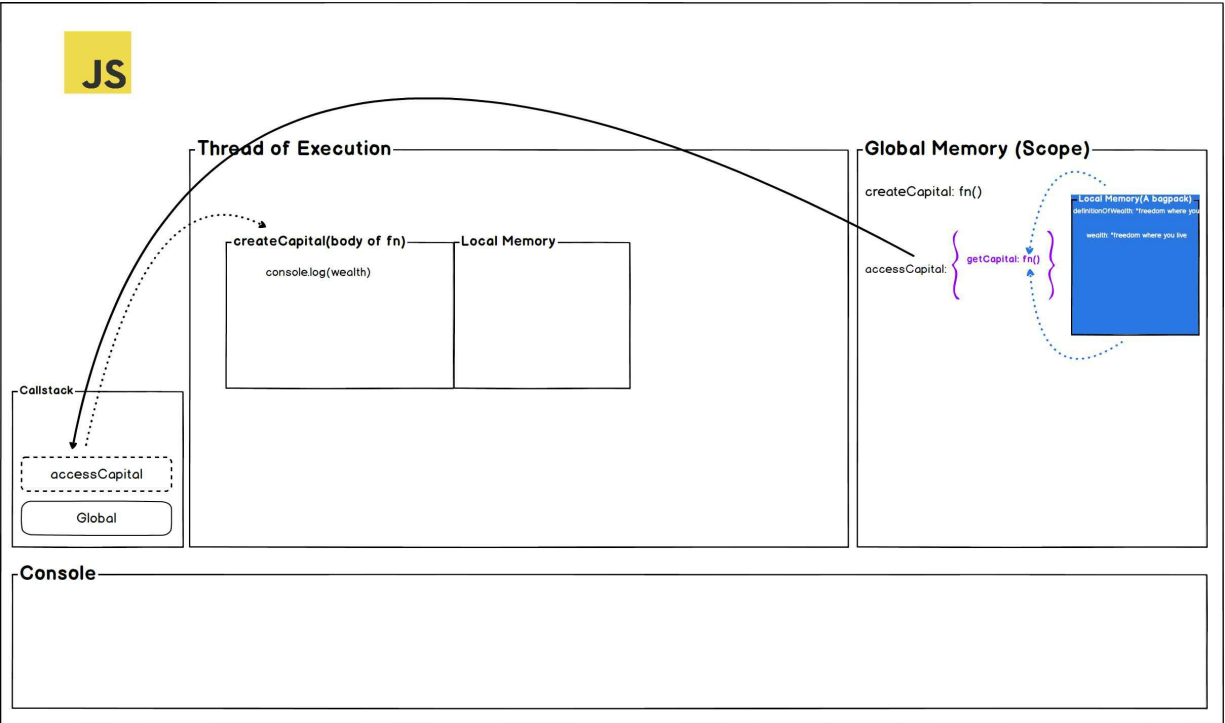 JS
Thread of Execution
Global Memory (Scope)
createCapital: fn()
Local Memory(A bagpack)
definitionOfWealth: "freedom where you
wealth: "freedom where you live
createCapital(body of fn)
Local Memory
console.log(wealth)
accessCapital:
{ getCapital: fn() }
Callstack
accessCapital
Global
Console